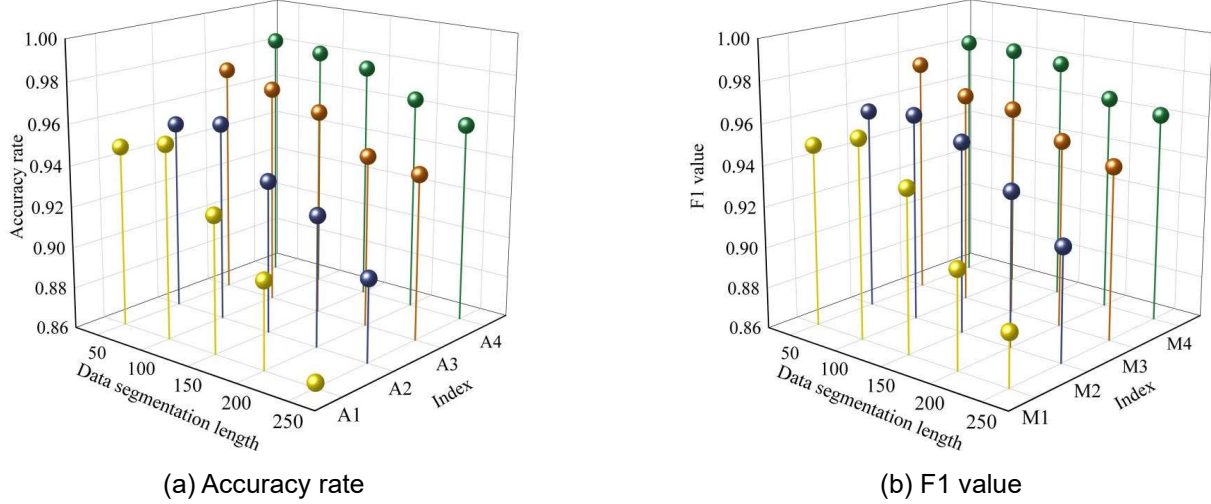 1.00
0.98
0.96
0.94
0.92
0.90
0.88
0.86
Accuracy rate
50
100
150
200
250
Data segmentation length
A1
A2
A3
A4
Index
(a) Accuracy rate
1.00
0.98
0.96
0.94
0.92
0.90
0.88
0.86
F1 value
50
100
150
200
250
Data segmentation length
M1
M2
M3
M4
Index
(b) F1 value